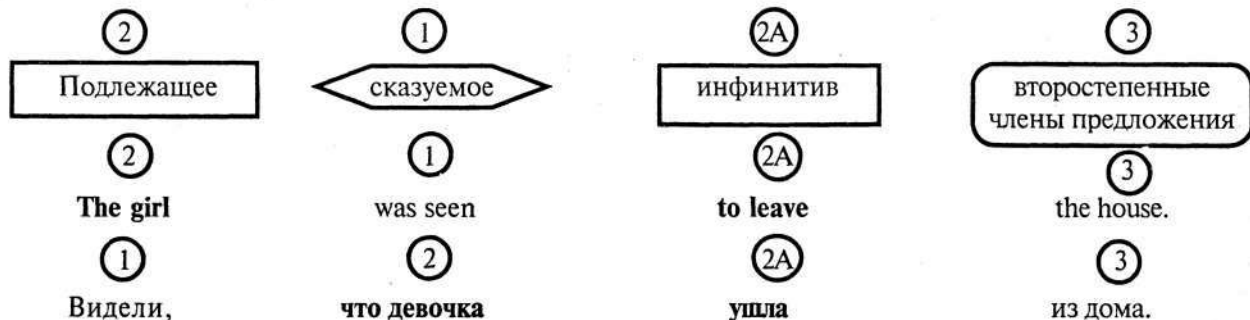 2 1 2A 3
Подлежащее сказуемое инфинитив второстепенные члены предложения
2 1 2A 3
The girl was seen to leave the house.
1 2 2A 3
Видели, что девочка ушла из дома.